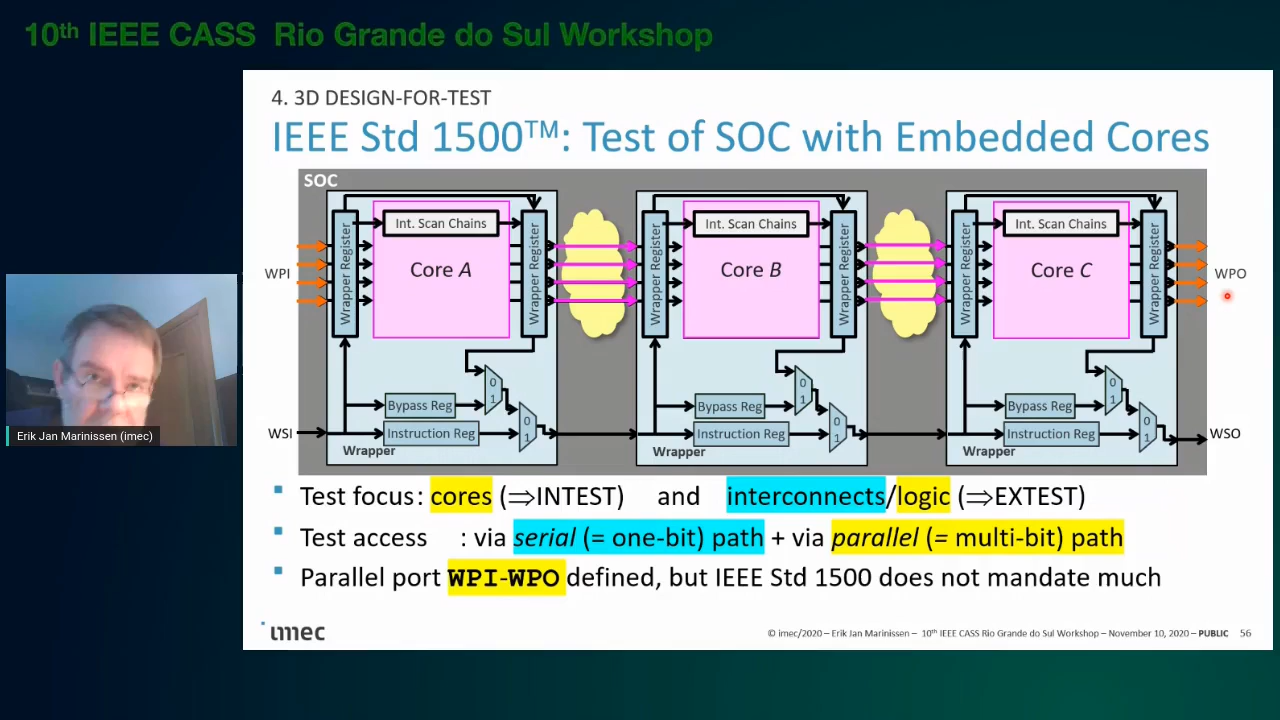 10th IEEE CASS Rio Grande do Sul Workshop
4. 3D DESIGN-FOR-TEST
IEEE Std 1500TM: Test of SOC with Embedded Cores
SOC
Int. Scan Chains
Int. Scan Chains
Int. Scan Chains
Wrapper Register
Wrapper Register
Wrapper Register
Wrapper Register
Wrapper Register
Wrapper Register
WPI
Core A
Core B
Core C
WPO
0
1
0
1
0
1
Bypass Reg
Bypass Reg
Bypass Reg
0
1
0
1
0
1
WSI
Instruction Reg
Instruction Reg
Instruction Reg
WSO
Wrapper
Wrapper
Wrapper
Erik Jan Marinissen (imec)
▪ Test focus: cores (⇒INTEST) and interconnects/logic (⇒EXTEST)
▪ Test access : via serial (= one-bit) path + via parallel (= multi-bit) path
▪ Parallel port WPI-WPO defined, but IEEE Std 1500 does not mandate much
imec
© imec/2020 – Erik Jan Marinissen – 10th IEEE CASS Rio Grande do Sul Workshop – November 10, 2020 – PUBLIC 56